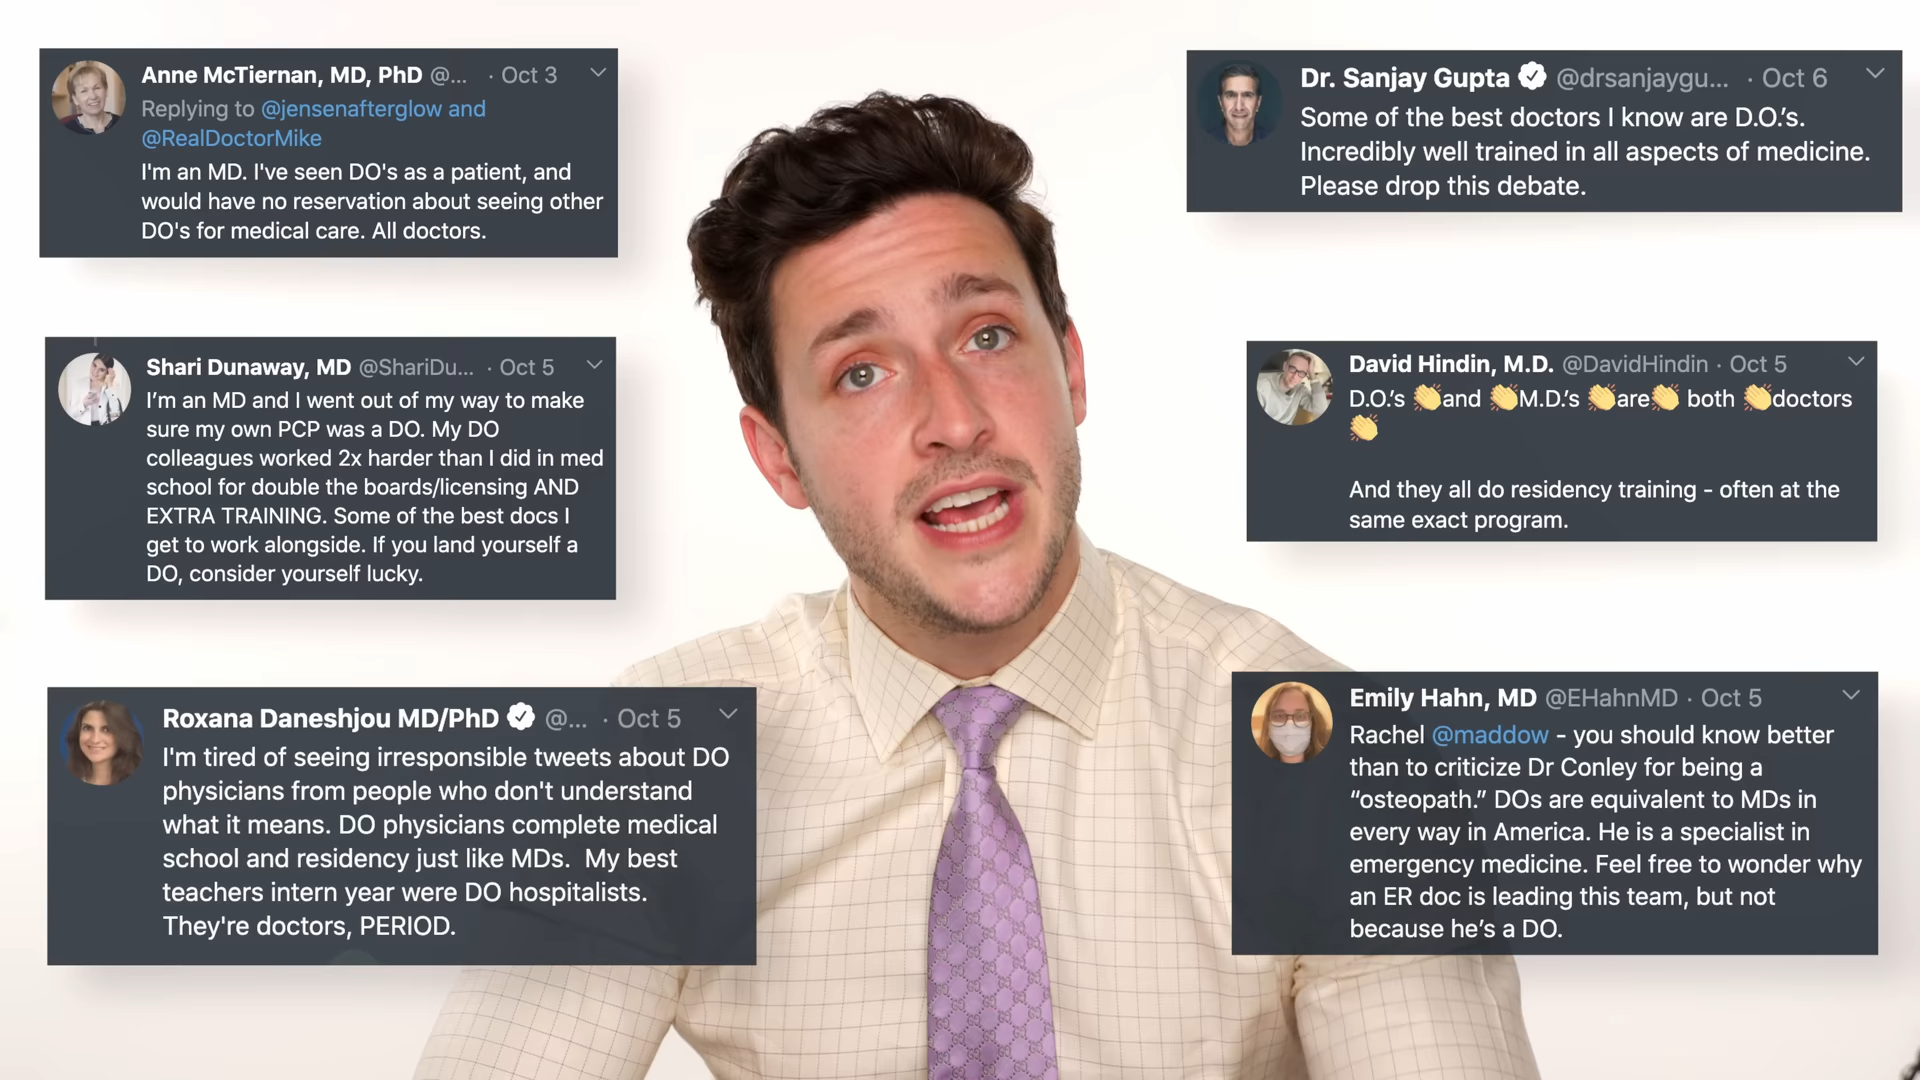 Anne McTiernan, MD, PhD @... · Oct 3
Replying to @jensenafterglow and
@RealDoctorMike
I'm an MD. I've seen DO's as a patient, and
would have no reservation about seeing other
DO's for medical care. All doctors.
Shari Dunaway, MD @ShariDu... · Oct 5
I'm an MD and I went out of my way to make
sure my own PCP was a DO. My DO
colleagues worked 2x harder than I did in med
school for double the boards/licensing AND
EXTRA TRAINING. Some of the best docs I
get to work alongside. If you land yourself a
DO, consider yourself lucky.
Roxana Daneshjou MD/PhD @... · Oct 5
I'm tired of seeing irresponsible tweets about DO
physicians from people who don't understand
what it means. DO physicians complete medical
school and residency just like MDs. My best
teachers intern year were DO hospitalists.
They're doctors, PERIOD.
Dr. Sanjay Gupta @drsanjaygu... · Oct 6
Some of the best doctors I know are D.O.'s.
Incredibly well trained in all aspects of medicine.
Please drop this debate.
David Hindin, M.D. @DavidHindin · Oct 5
D.O.'s 👏and 👏M.D.'s 👏are👏 both 👏doctors
👏
And they all do residency training - often at the
same exact program.
Emily Hahn, MD @EHahnMD · Oct 5
Rachel @maddow - you should know better
than to criticize Dr Conley for being a
“osteopath.” DOs are equivalent to MDs in
every way in America. He is a specialist in
emergency medicine. Feel free to wonder why
an ER doc is leading this team, but not
because he's a DO.